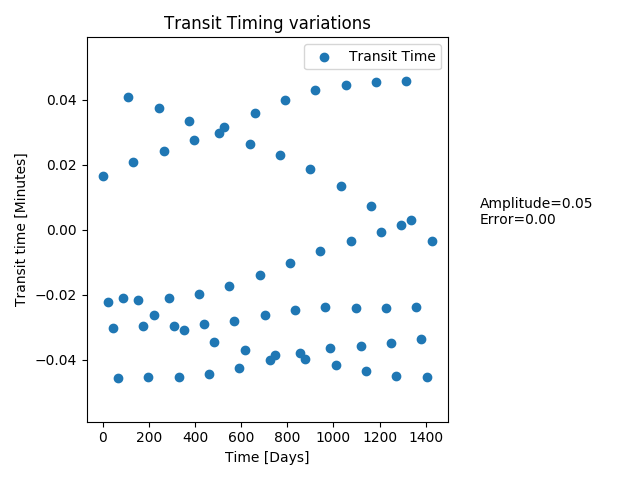 Transit Timing variations
Transit Time
Transit time [Minutes]
0.04
0.02
0.00
−0.02
−0.04
0 200 400 600 800 1000 1200 1400
Time [Days]
Amplitude=0.05
Error=0.00